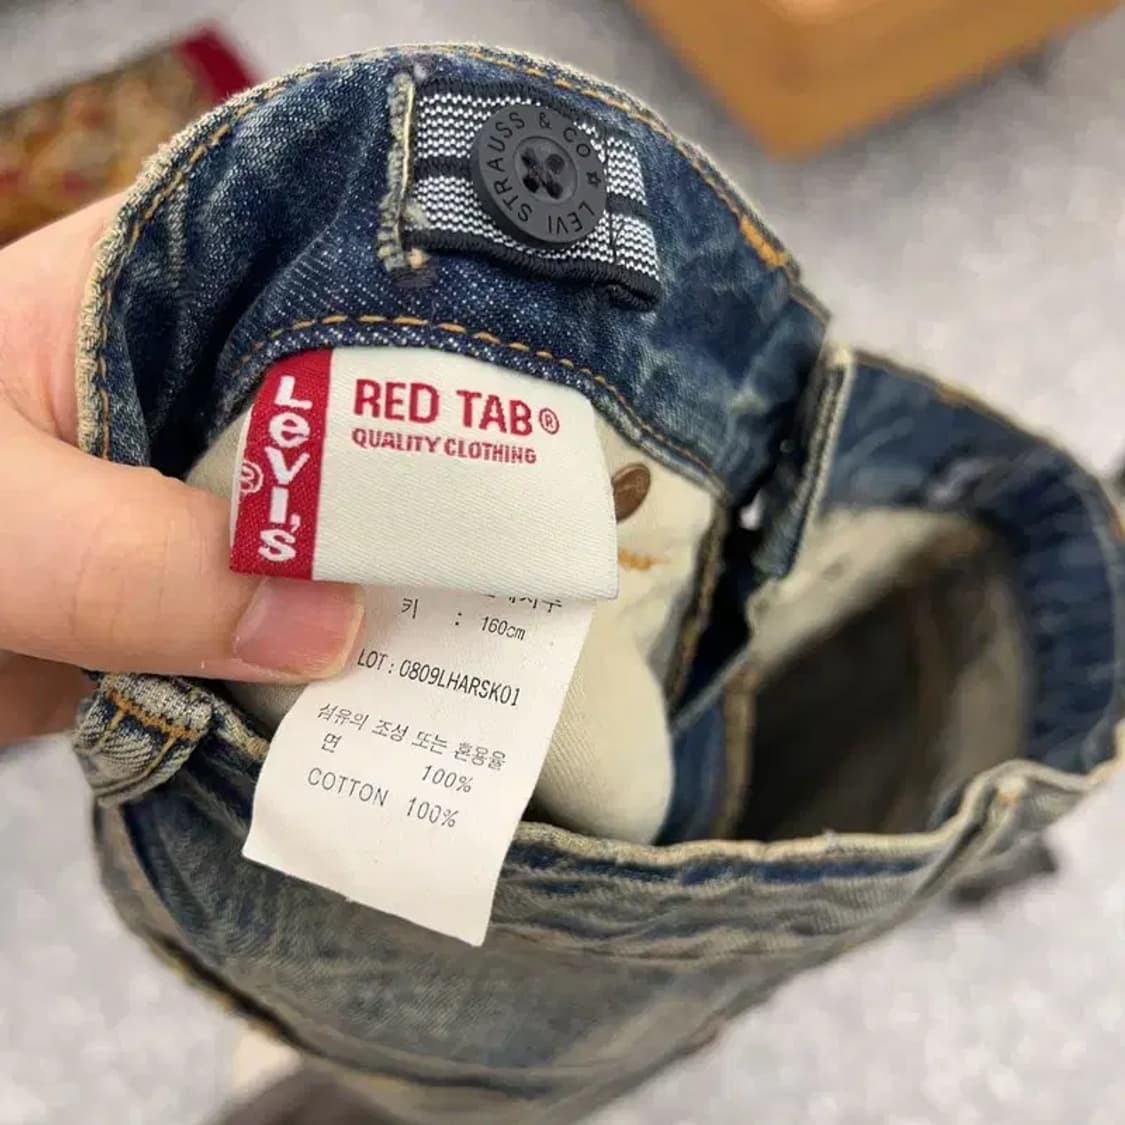 LEVI STRAUSS & CO ★
LEVI'S®
RED TAB®
QUALITY CLOTHING
키 : 160cm
LOT : 0809LHARSK01
섬유의 조성 또는 혼용율
면 100%
COTTON 100%